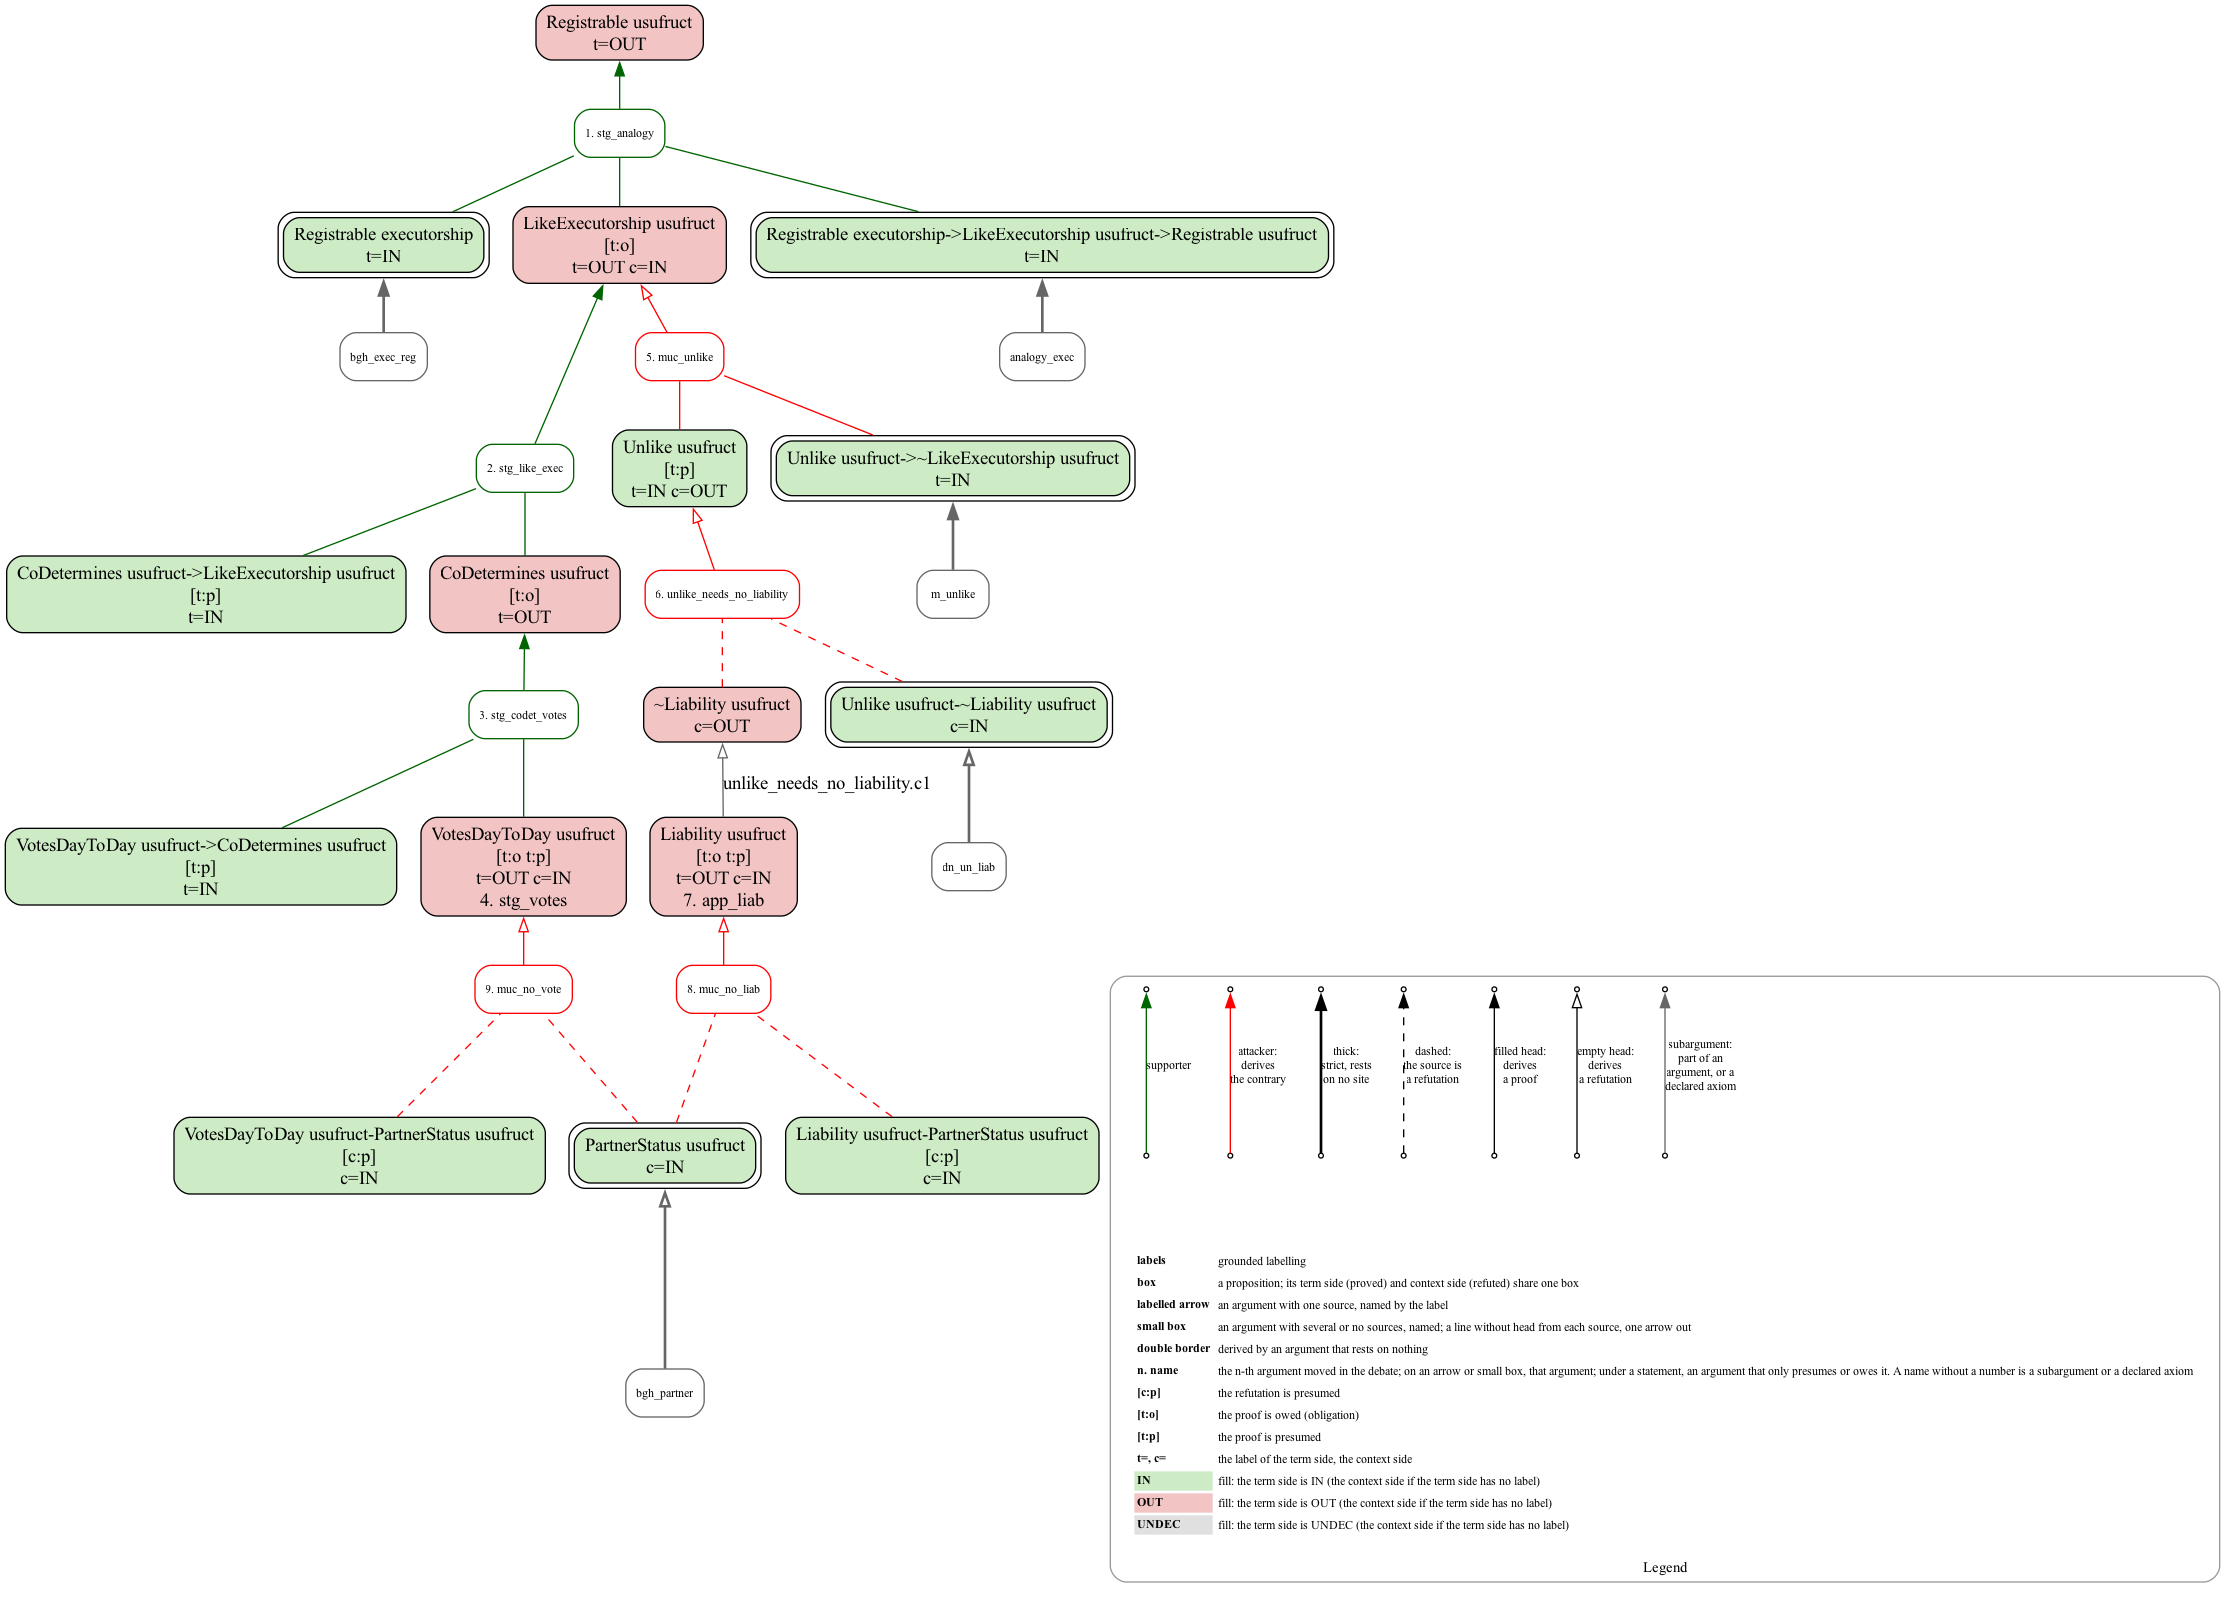 Registrable usufruct
t=OUT
1. stg_analogy
Registrable executorship
t=IN
LikeExecutorship usufruct
[t:o]
t=OUT c=IN
Registrable executorship->LikeExecutorship usufruct->Registrable usufruct
t=IN
bgh_exec_reg
5. muc_unlike
analogy_exec
2. stg_like_exec
Unlike usufruct
[t:p]
t=IN c=OUT
Unlike usufruct->~LikeExecutorship usufruct
t=IN
CoDetermines usufruct->LikeExecutorship usufruct
[t:p]
t=IN
CoDetermines usufruct
[t:o]
t=OUT
6. unlike_needs_no_liability
m_unlike
3. stg_codet_votes
~Liability usufruct
c=OUT
Unlike usufruct-~Liability usufruct
c=IN
unlike_needs_no_liability.c1
VotesDayToDay usufruct->CoDetermines usufruct
[t:p]
t=IN
VotesDayToDay usufruct
[t:o t:p]
t=OUT c=IN
4. stg_votes
Liability usufruct
[t:o t:p]
t=OUT c=IN
7. app_liab
dn_un_liab
9. muc_no_vote
8. muc_no_liab
VotesDayToDay usufruct-PartnerStatus usufruct
[c:p]
c=IN
PartnerStatus usufruct
c=IN
Liability usufruct-PartnerStatus usufruct
[c:p]
c=IN
bgh_partner
supporter
attacker:
derives
the contrary
thick:
strict, rests
on no site
dashed:
the source is
a refutation
filled head:
derives
a proof
empty head:
derives
a refutation
subargument:
part of an
argument, or a
declared axiom
labels grounded labelling
box a proposition; its term side (proved) and context side (refuted) share one box
labelled arrow an argument with one source, named by the label
small box an argument with several or no sources, named; a line without head from each source, one arrow out
double border derived by an argument that rests on nothing
n. name the n-th argument moved in the debate; on an arrow or small box, that argument; under a statement, an argument that only presumes or owes it. A name without a number is a subargument or a declared axiom
[c:p] the refutation is presumed
[t:o] the proof is owed (obligation)
[t:p] the proof is presumed
t=, c= the label of the term side, the context side
IN fill: the term side is IN (the context side if the term side has no label)
OUT fill: the term side is OUT (the context side if the term side has no label)
UNDEC fill: the term side is UNDEC (the context side if the term side has no label)
Legend